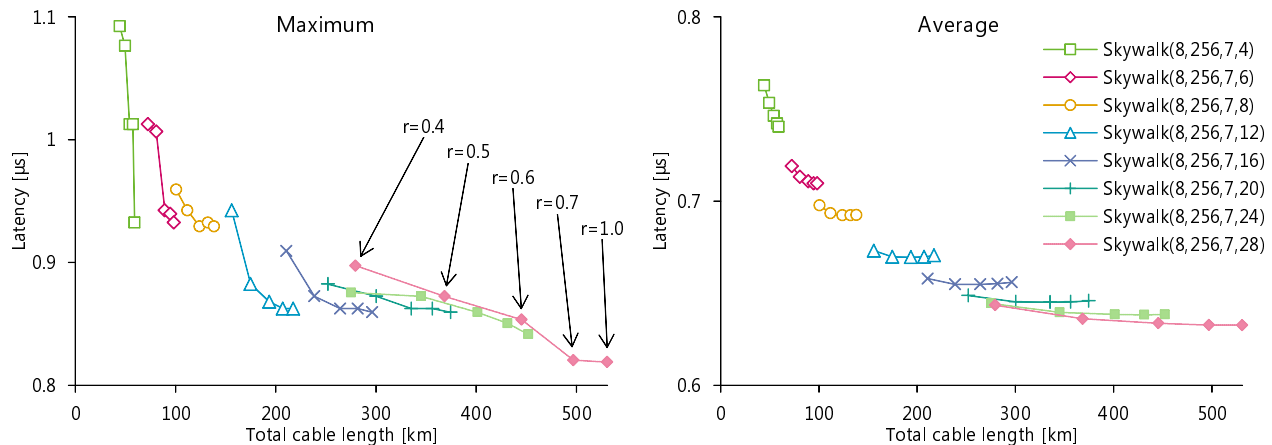 Maximum
1.1
1
0.9
0.8
Latency [µs]
r=0.4
r=0.5
r=0.6
r=0.7
r=1.0
0 100 200 300 400 500
Total cable length [km]
Average
0.8
0.7
0.6
Latency [µs]
Skywalk(8,256,7,4)
Skywalk(8,256,7,6)
Skywalk(8,256,7,8)
Skywalk(8,256,7,12)
Skywalk(8,256,7,16)
Skywalk(8,256,7,20)
Skywalk(8,256,7,24)
Skywalk(8,256,7,28)
0 100 200 300 400 500
Total cable length [km]